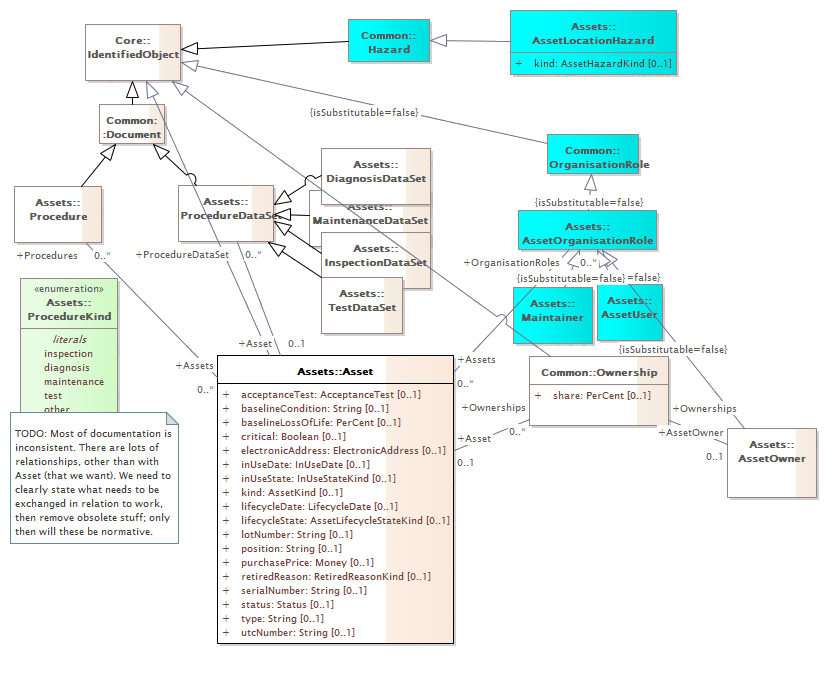 Core::
IdentifiedObject
Common::
Hazard
Assets::
AssetLocationHazard
+ kind: AssetHazardKind [0..1]
{isSubstitutable=false}
Common:
:Document
Common::
OrganisationRole
{isSubstitutable=false}
Assets::
Procedure
Assets::
ProcedureDataSet
Assets::
DiagnosisDataSet
Assets::
MaintenanceDataSet
Assets::
InspectionDataSet
Assets::
TestDataSet
Assets::
AssetOrganisationRole
+Procedures 0..*
+ProcedureDataSet 0..*
+OrganisationRoles 0..*
{isSubstitutable=false}
=false}
«enumeration»
Assets::
ProcedureKind
literals
inspection
diagnosis
maintenance
test
other
Assets::
Maintainer
Assets::
AssetUser
{isSubstitutable=false}
+Asset 0..1
+Assets
0..*
+Assets
0..*
Common::Ownership
+ share: PerCent [0..1]
+Ownerships
0..*
+Asset
0..1
+Ownerships
+AssetOwner
0..1
Assets::
AssetOwner
Assets::Asset
+ acceptanceTest: AcceptanceTest [0..1]
+ baselineCondition: String [0..1]
+ baselineLossOfLife: PerCent [0..1]
+ critical: Boolean [0..1]
+ electronicAddress: ElectronicAddress [0..1]
+ inUseDate: InUseDate [0..1]
+ inUseState: InUseStateKind [0..1]
+ kind: AssetKind [0..1]
+ lifecycleDate: LifecycleDate [0..1]
+ lifecycleState: AssetLifecycleStateKind [0..1]
+ lotNumber: String [0..1]
+ position: String [0..1]
+ purchasePrice: Money [0..1]
+ retiredReason: RetiredReasonKind [0..1]
+ serialNumber: String [0..1]
+ status: Status [0..1]
+ type: String [0..1]
+ utcNumber: String [0..1]
TODO: Most of documentation is
inconsistent. There are lots of
relationships, other than with
Asset (that we want). We need to
clearly state what needs to be
exchanged in relation to work,
then remove obsolete stuff; only
then will these be normative.